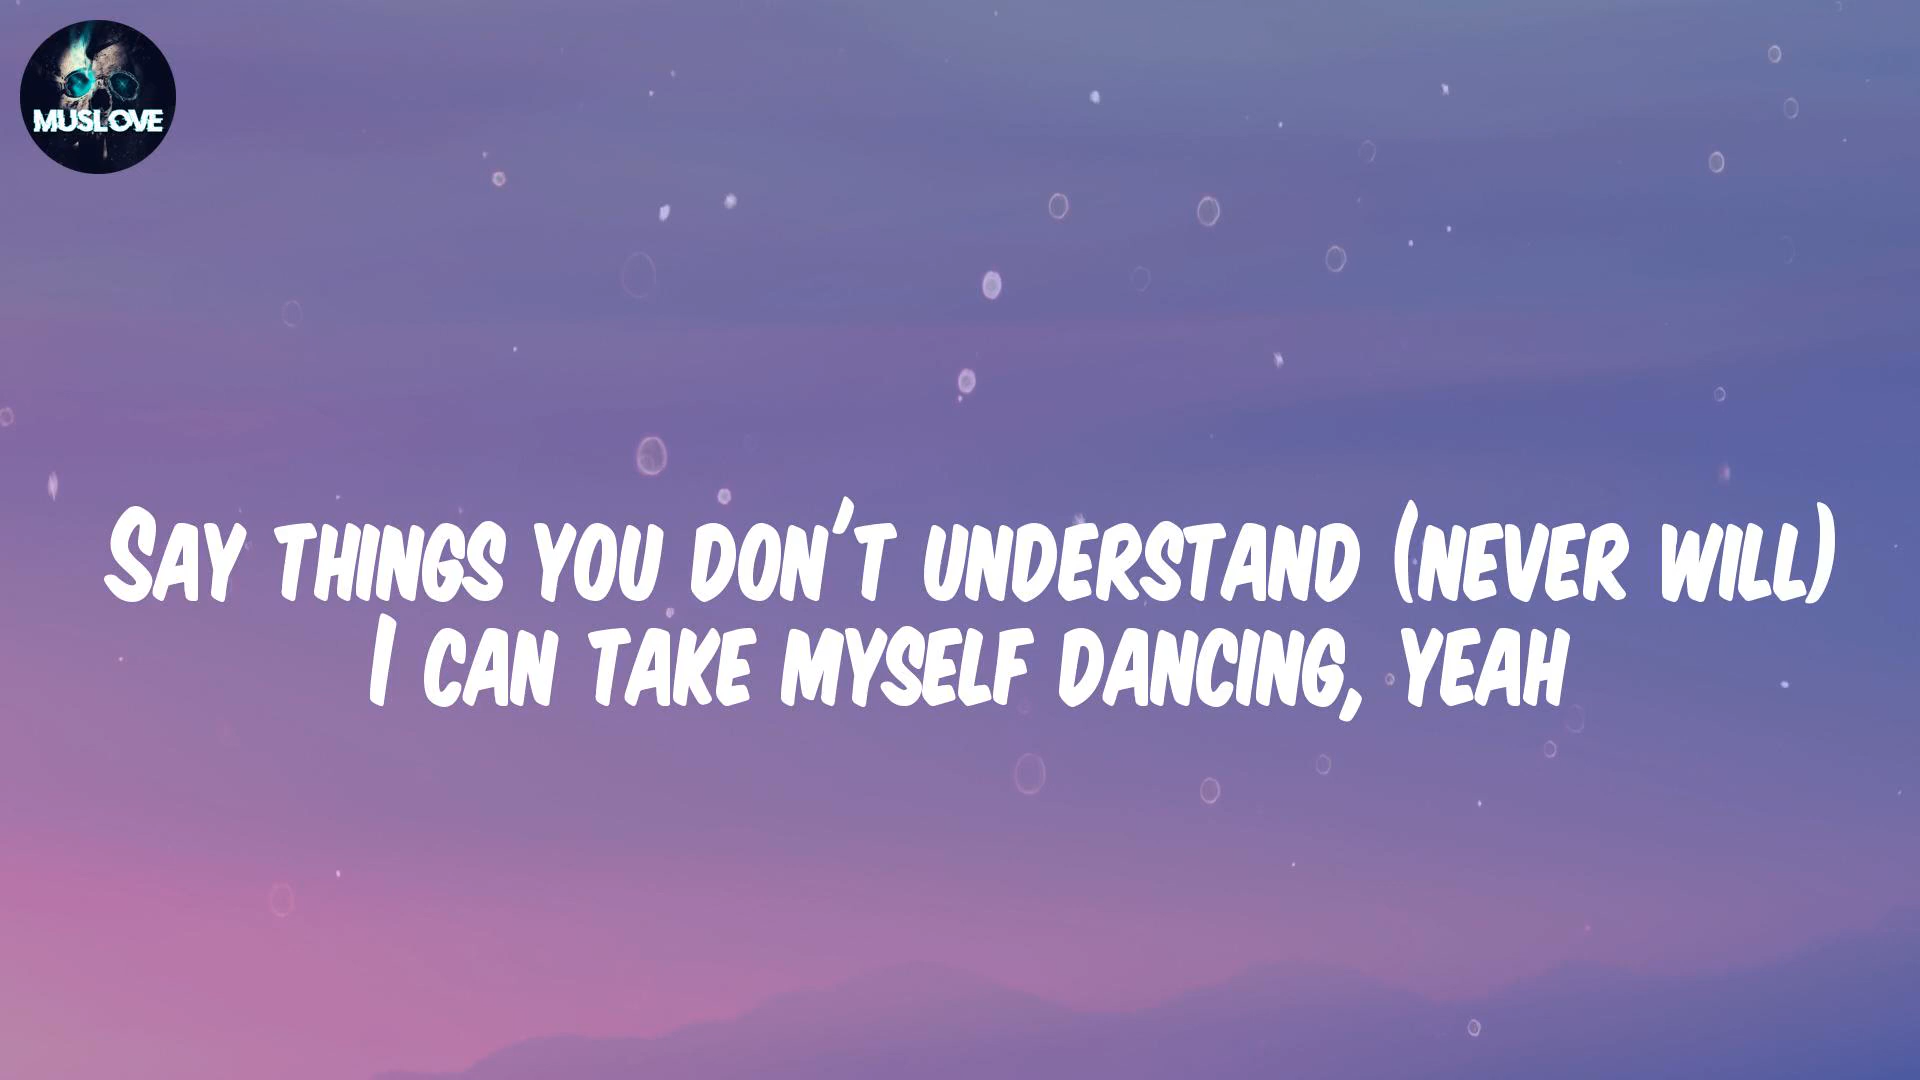 MUSLOVE
SAY THINGS YOU DON'T UNDERSTAND (NEVER WILL)
I CAN TAKE MYSELF DANCING, YEAH